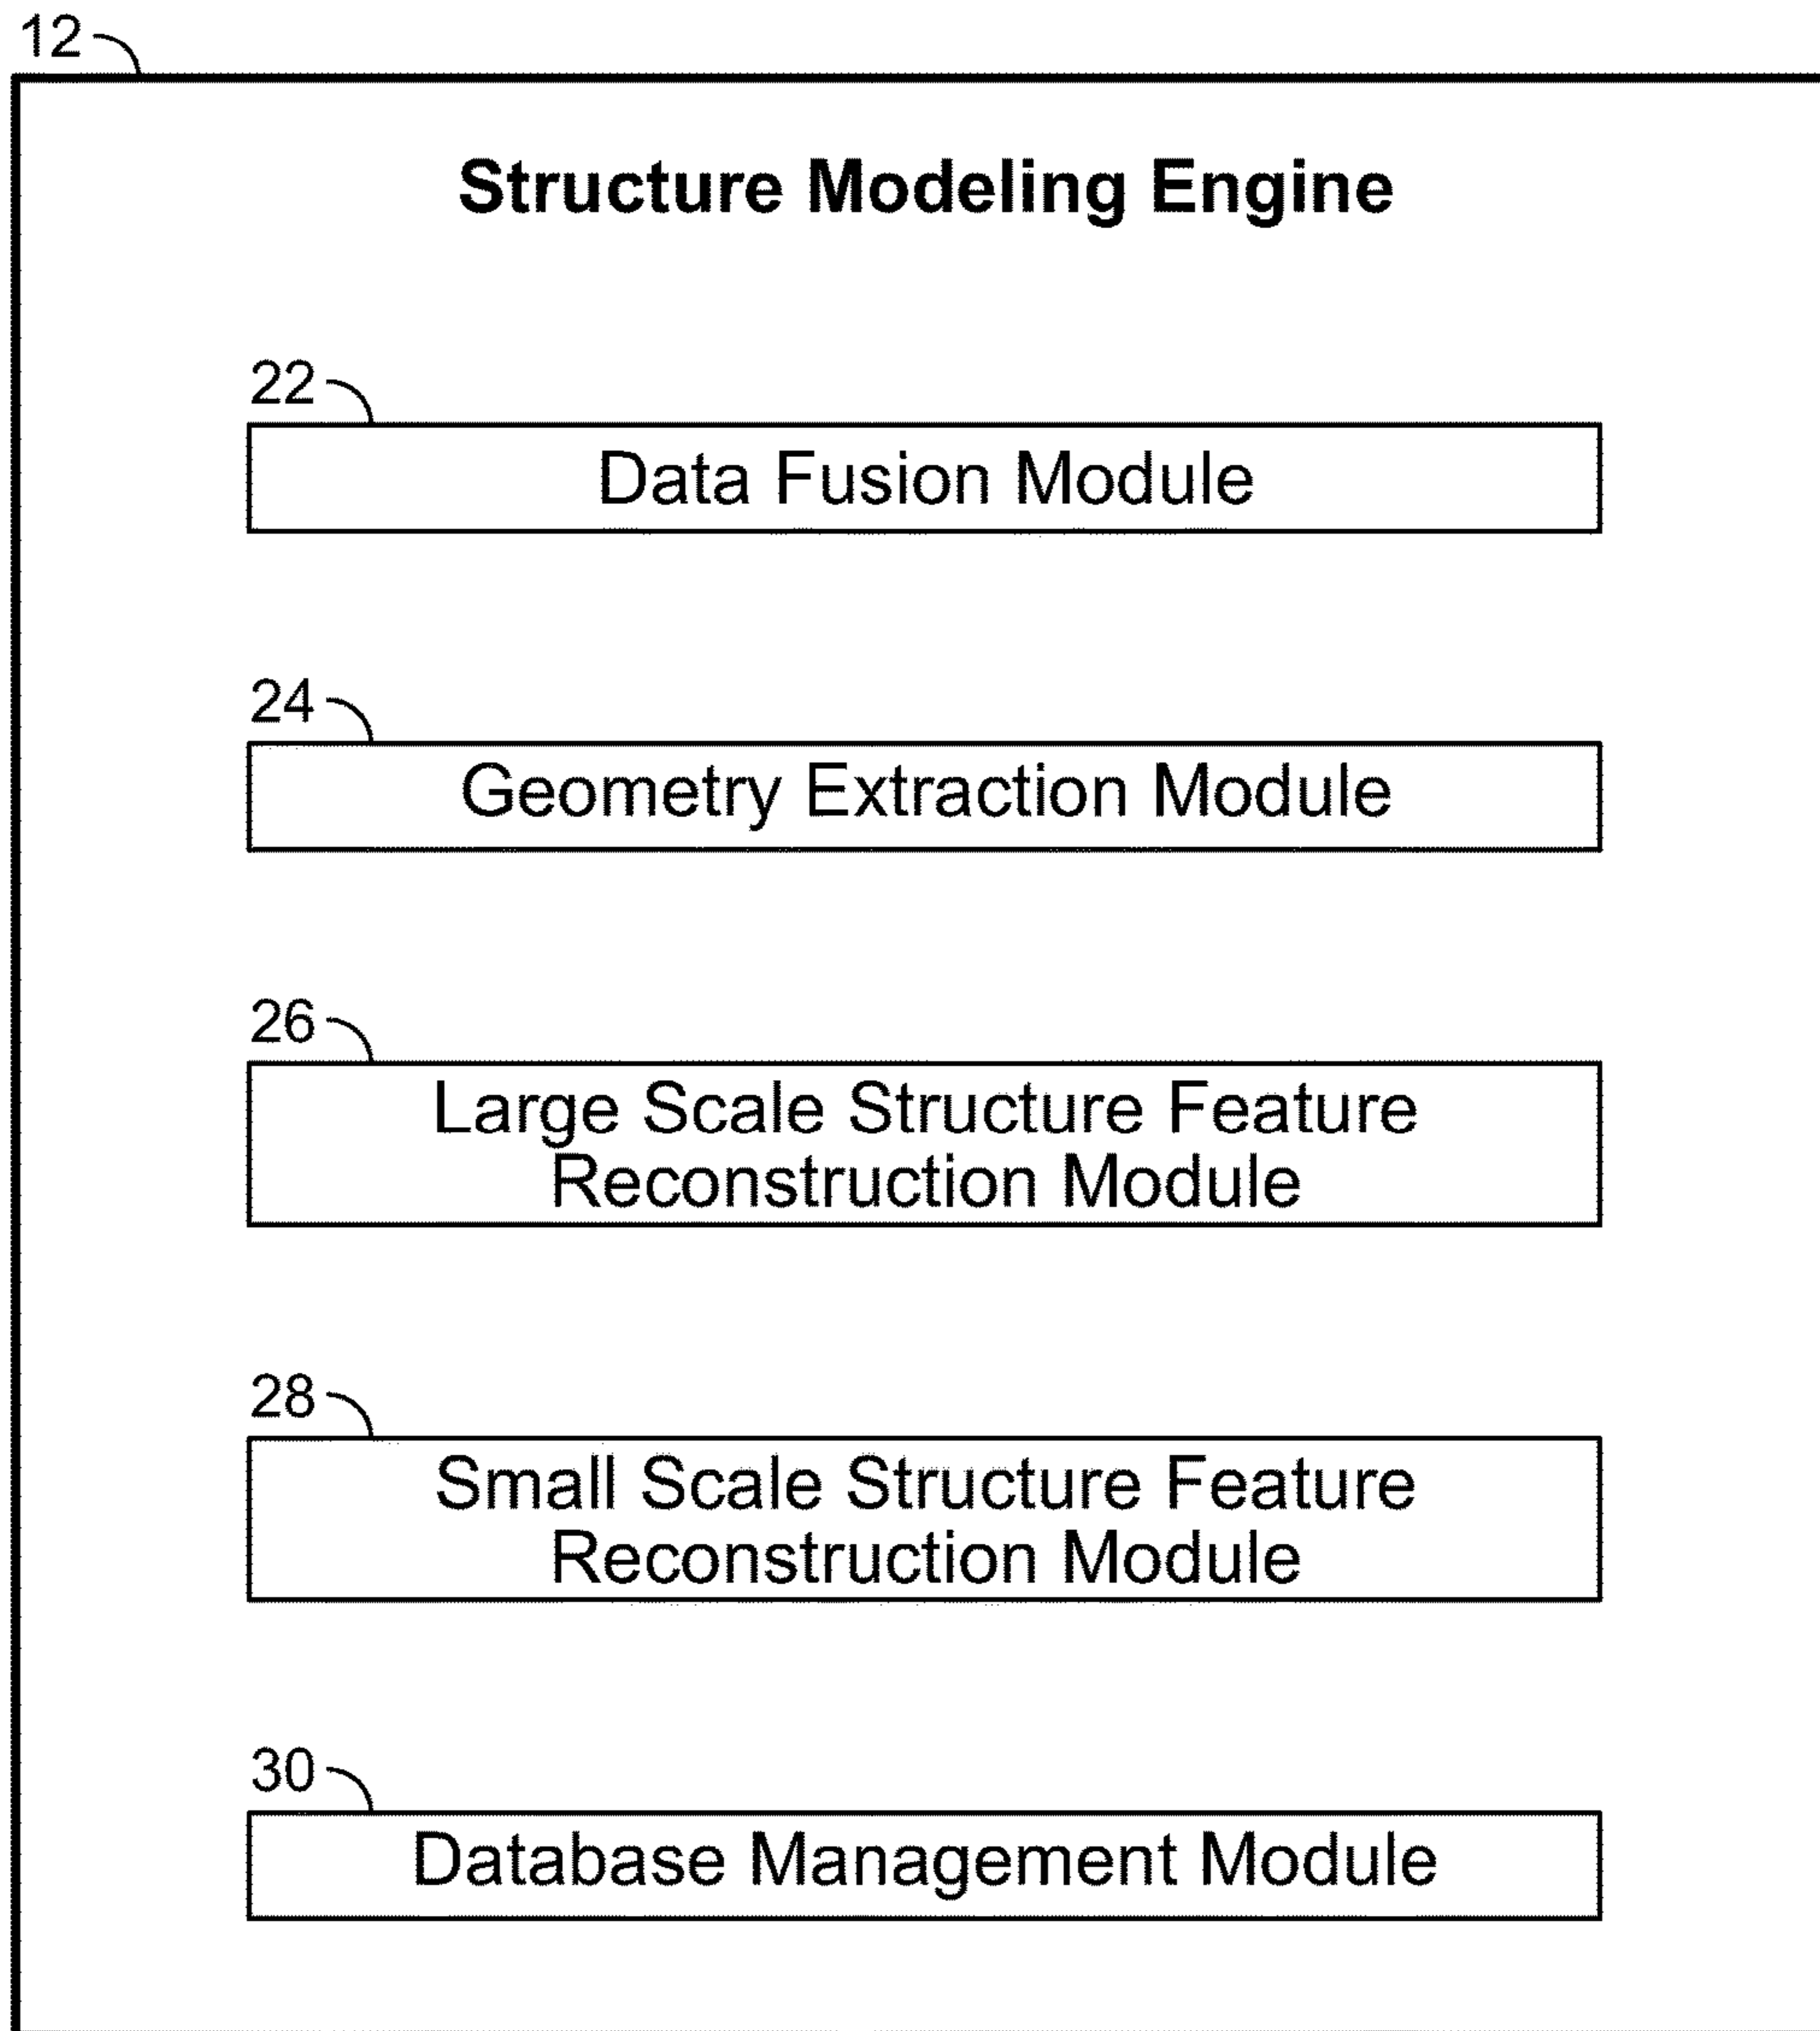 12
Structure Modeling Engine
22
Data Fusion Module
24
Geometry Extraction Module
26
Large Scale Structure Feature
Reconstruction Module
28
Small Scale Structure Feature
Reconstruction Module
30
Database Management Module